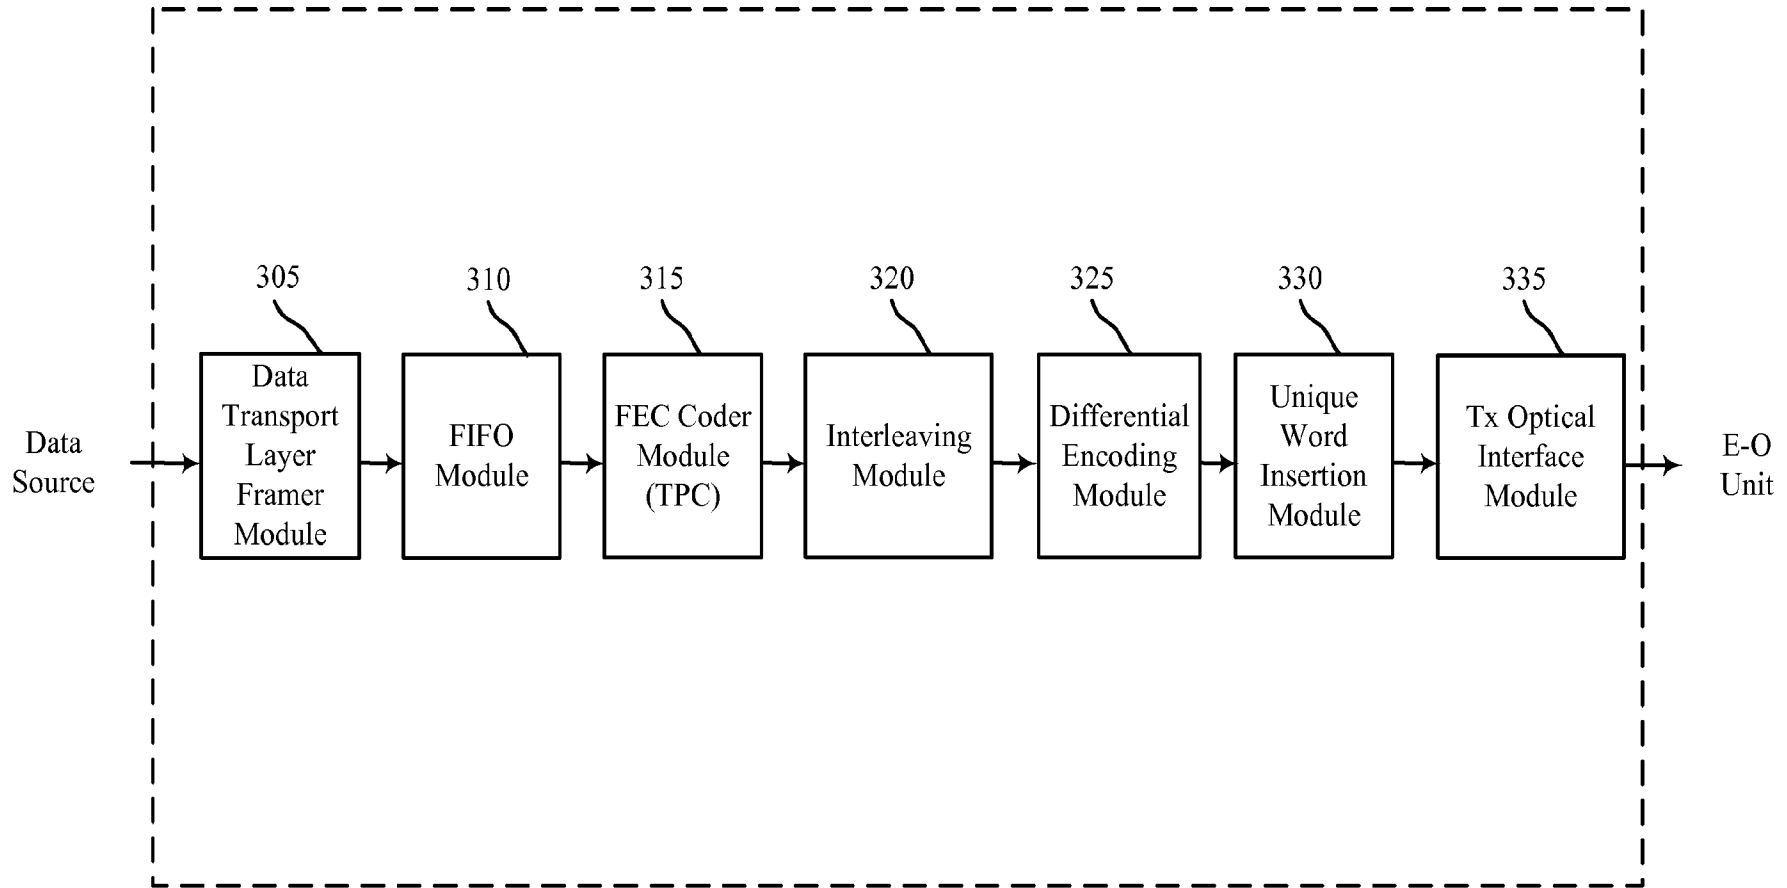 305
310
315
320
325
330
335
Data
Source
Data
Transport
Layer
Framer
Module
FIFO
Module
FEC Coder
Module
(TPC)
Interleaving
Module
Differential
Encoding
Module
Unique
Word
Insertion
Module
Tx Optical
Interface
Module
E-O
Unit